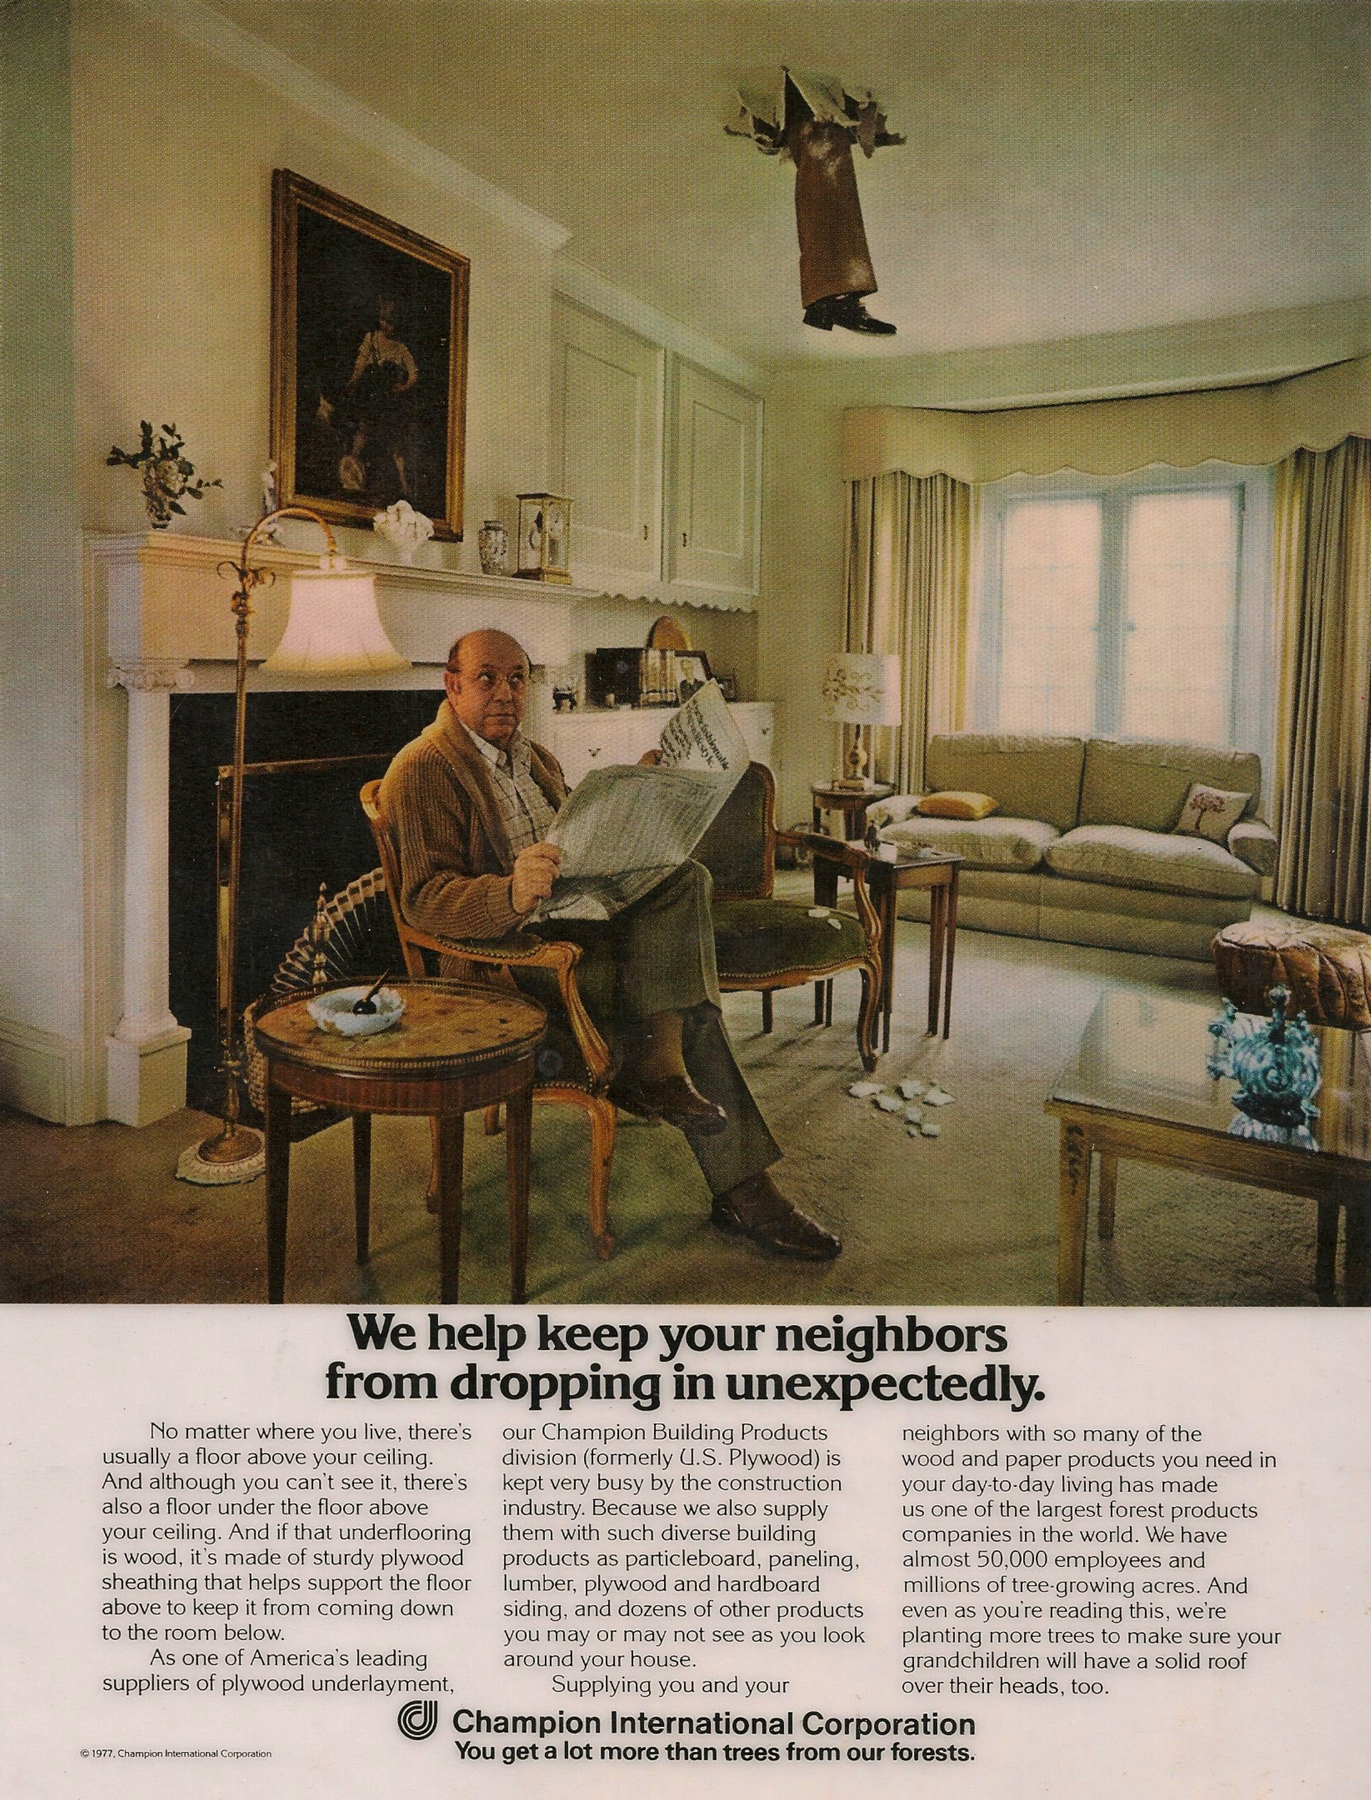 We help keep your neighbors
from dropping in unexpectedly.
No matter where you live, there's
usually a floor above your ceiling.
And although you can't see it, there's
also a floor under the floor above
your ceiling. And if that underflooring
is wood, it's made of sturdy plywood
sheathing that helps support the floor
above to keep it from coming down
to the room below.
As one of America's leading
suppliers of plywood underlayment,
our Champion Building Products
division (formerly U.S. Plywood) is
kept very busy by the construction
industry. Because we also supply
them with such diverse building
products as particleboard, paneling,
lumber, plywood and hardboard
siding, and dozens of other products
you may or may not see as you look
around your house.
Supplying you and your
neighbors with so many of the
wood and paper products you need in
your day-to-day living has made
us one of the largest forest products
companies in the world. We have
almost 50,000 employees and
millions of tree-growing acres. And
even as you're reading this, we're
planting more trees to make sure your
grandchildren will have a solid roof
over their heads, too.
Champion International Corporation
You get a lot more than trees from our forests.
© 1977, Champion International Corporation